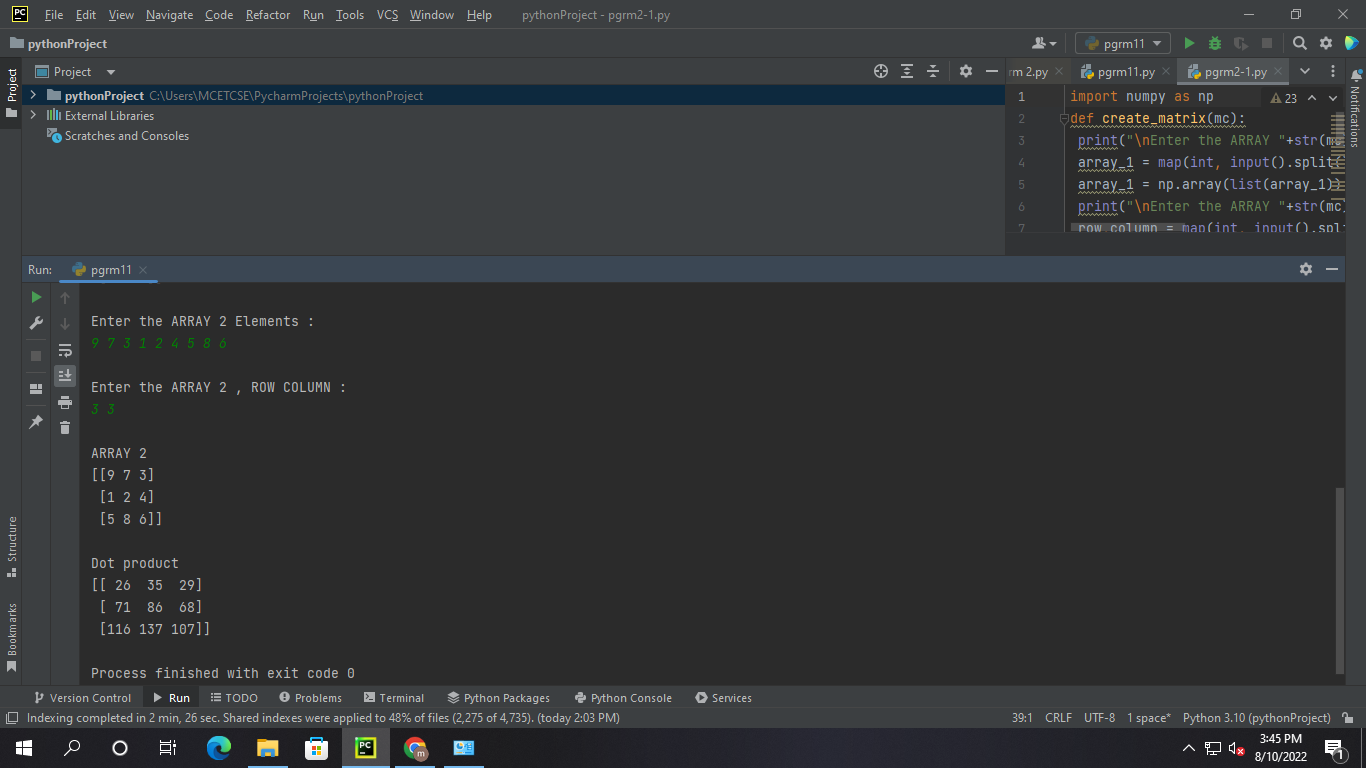 PC File Edit View Navigate Code Refactor Run Tools VCS Window Help pythonProject - pgrm2-1.py
pythonProject
pgrm11
Project
Project
rm 2.py pgrm11.py pgrm2-1.py
Notifications
pythonProject C:\Users\MCETCSE\PycharmProjects\pythonProject
External Libraries
Scratches and Consoles
23
1 import numpy as np
2 def create_matrix(mc):
3 print("\nEnter the ARRAY "+str(mc
4 array_1 = map(int, input().split(
5 array_1 = np.array(list(array_1))
6 print("\nEnter the ARRAY "+str(mc
7 row,column = map(int, input().spli
Run: pgrm11
Enter the ARRAY 2 Elements :
9 7 3 1 2 4 5 8 6
Enter the ARRAY 2 , ROW COLUMN :
3 3
ARRAY 2
[[9 7 3]
[1 2 4]
[5 8 6]]
Dot product
[[ 26 35 29]
[ 71 86 68]
[116 137 107]]
Process finished with exit code 0
Structure
Bookmarks
Version Control Run TODO Problems Terminal Python Packages Python Console Services
Indexing completed in 2 min, 26 sec. Shared indexes were applied to 48% of files (2,275 of 4,735). (today 2:03 PM) 39:1 CRLF UTF-8 1 space* Python 3.10 (pythonProject)
PC
m
3:45 PM
8/10/2022
1